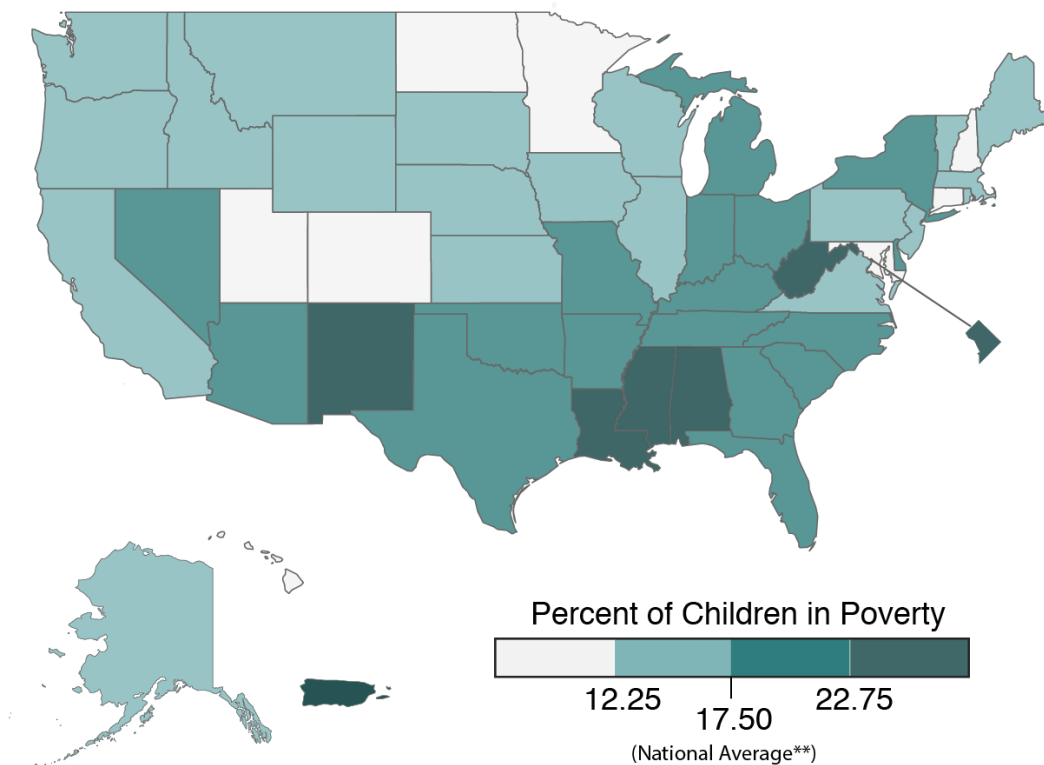 Percent of Children in Poverty
12.25
22.75
17.50
(National Average**)